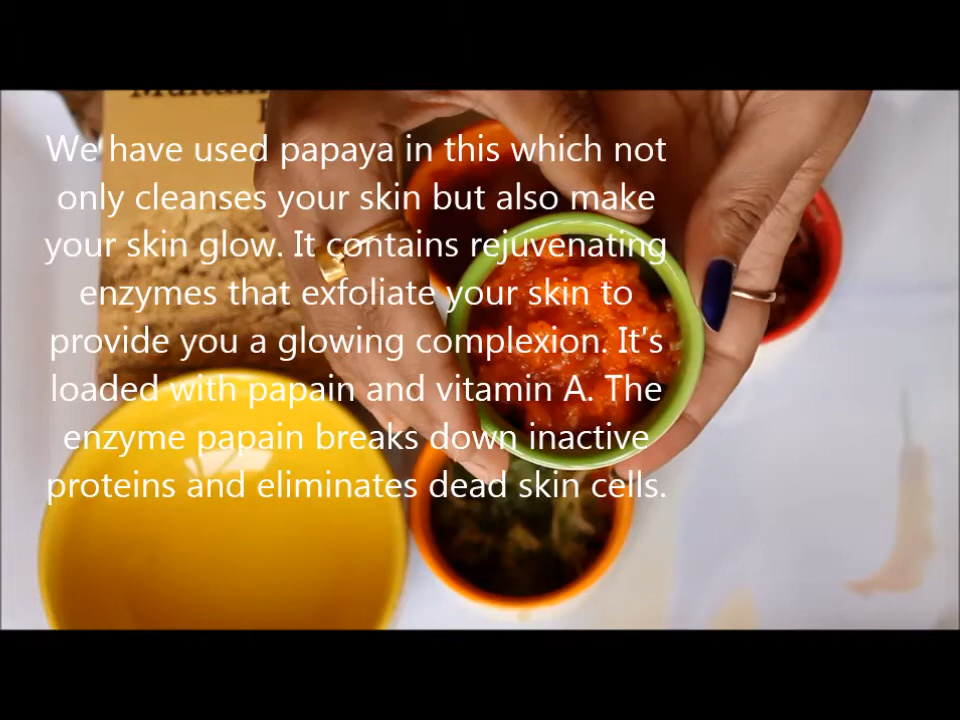 We have used papaya in this which not
only cleanses your skin but also make
your skin glow. It contains rejuvenating
enzymes that exfoliate your skin to
provide you a glowing complexion. It's
loaded with papain and vitamin A. The
enzyme papain breaks down inactive
proteins and eliminates dead skin cells.